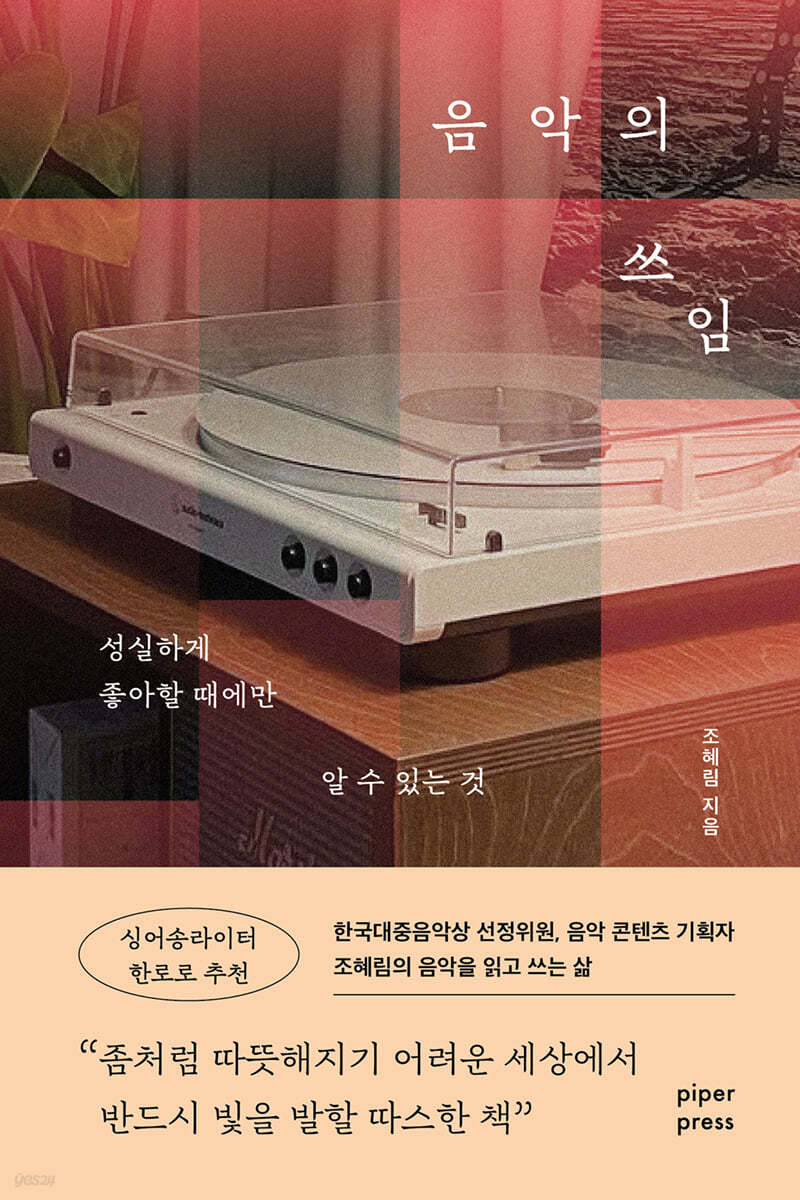 음악의
쓰임
성실하게
좋아할 때에만
알 수 있는 것
조혜림 지음
싱어송라이터
한로로 추천
한국대중음악상 선정위원, 음악 콘텐츠 기획자
조혜림의 음악을 읽고 쓰는 삶
“좀처럼 따뜻해지기 어려운 세상에서
반드시 빛을 발할 따스한 책”
piper
press
yes24